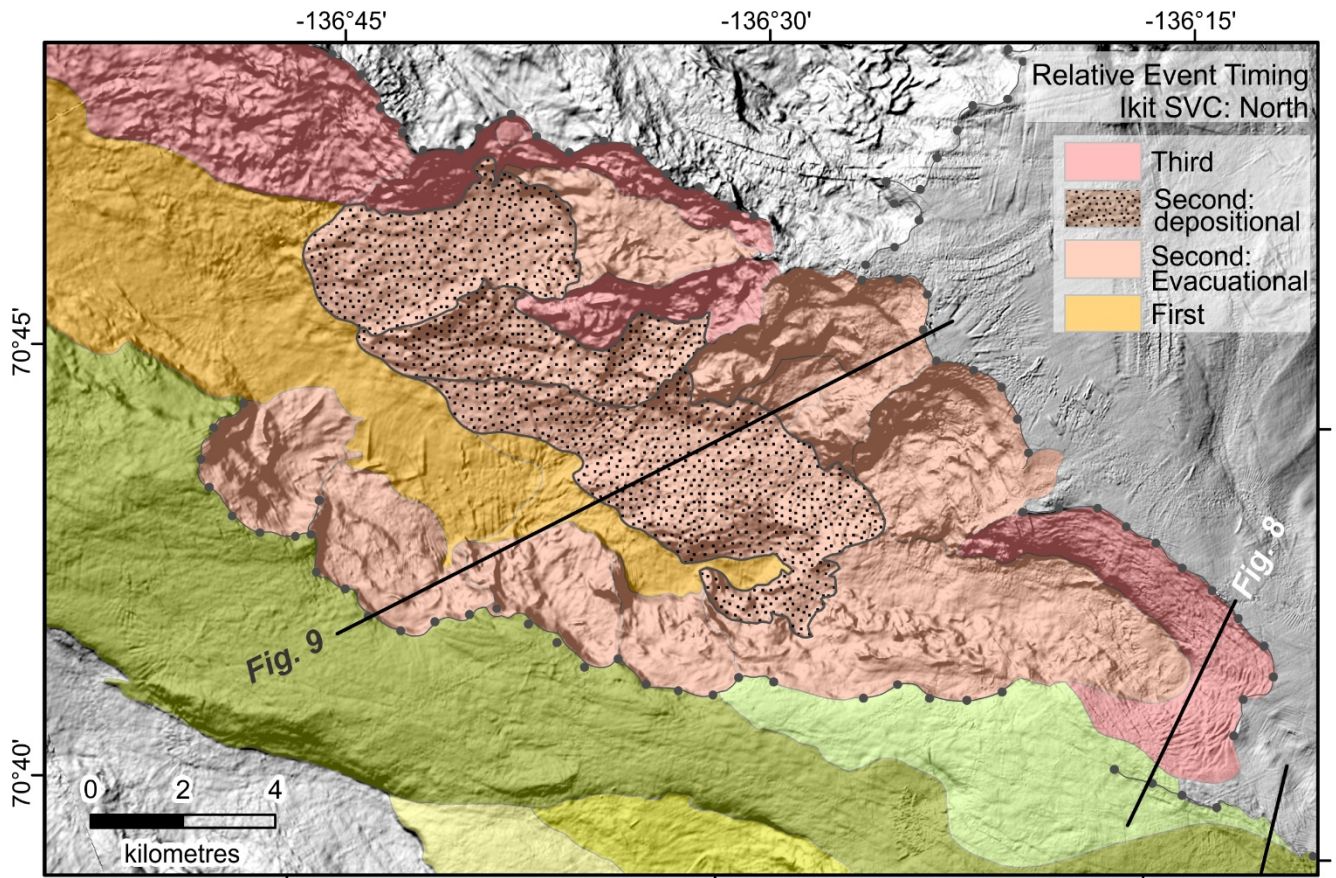 -136°45'
-136°30'
-136°15'
Relative Event Timing
Ikit SVC: North
Third
Second:
depositional
Second:
Evacuational
First
70°45'
70°40'
Fig. 8
Fig. 9
0 2 4
kilometres